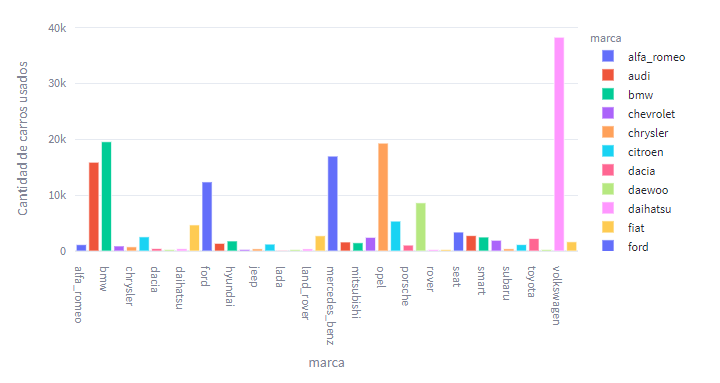 40k
30k
20k
10k
0
Cantidad de carros usados
alfa_romeo
bmw
chrysler
dacia
daihatsu
ford
hyundai
jeep
lada
land_rover
mercedes_benz
mitsubishi
opel
porsche
rover
seat
smart
subaru
toyota
volkswagen
marca
marca
alfa_romeo
audi
bmw
chevrolet
chrysler
citroen
dacia
daewoo
daihatsu
fiat
ford